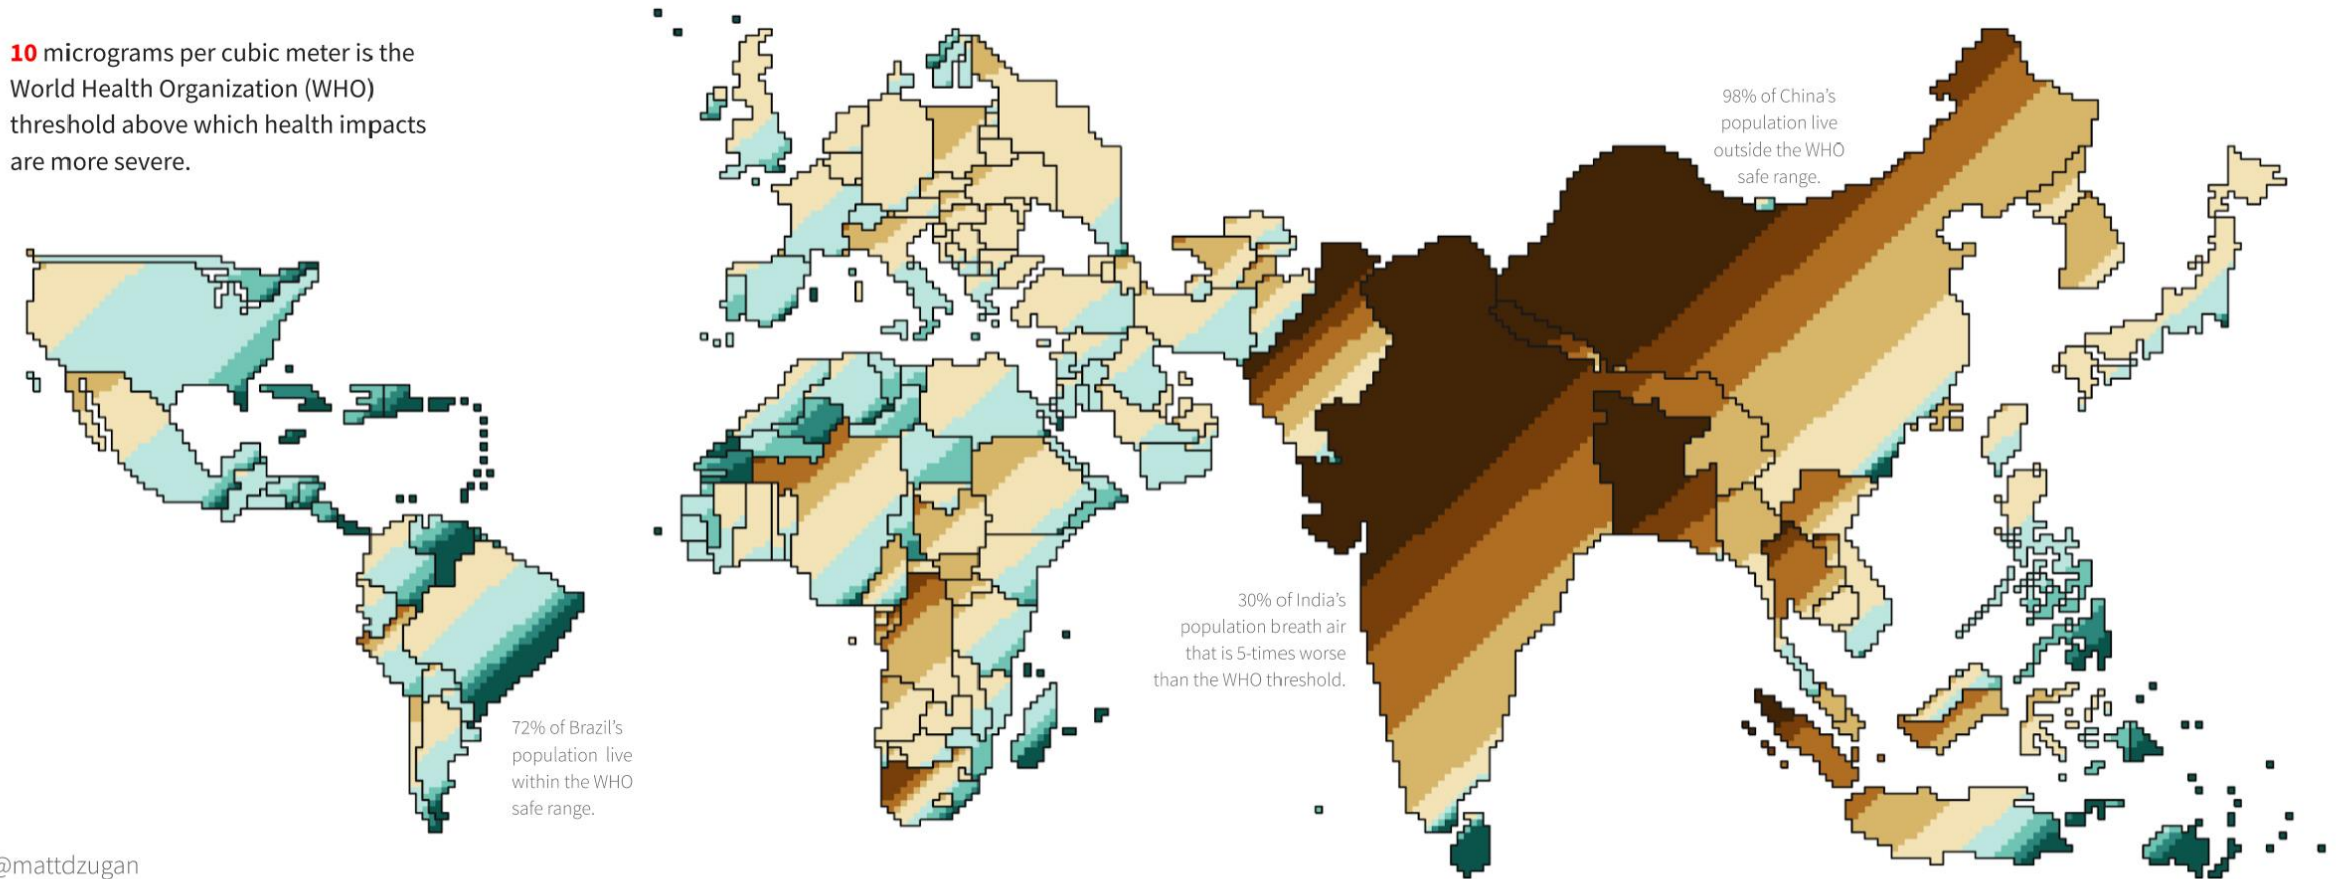 10 micrograms per cubic meter is the
World Health Organization (WHO)
threshold above which health impacts
are more severe.
98% of China's
population live
outside the WHO
safe range.
30% of India's
population breath air
that is 5-times worse
than the WHO threshold.
72% of Brazil's
population live
within the WHO
safe range.
@mattdzugan